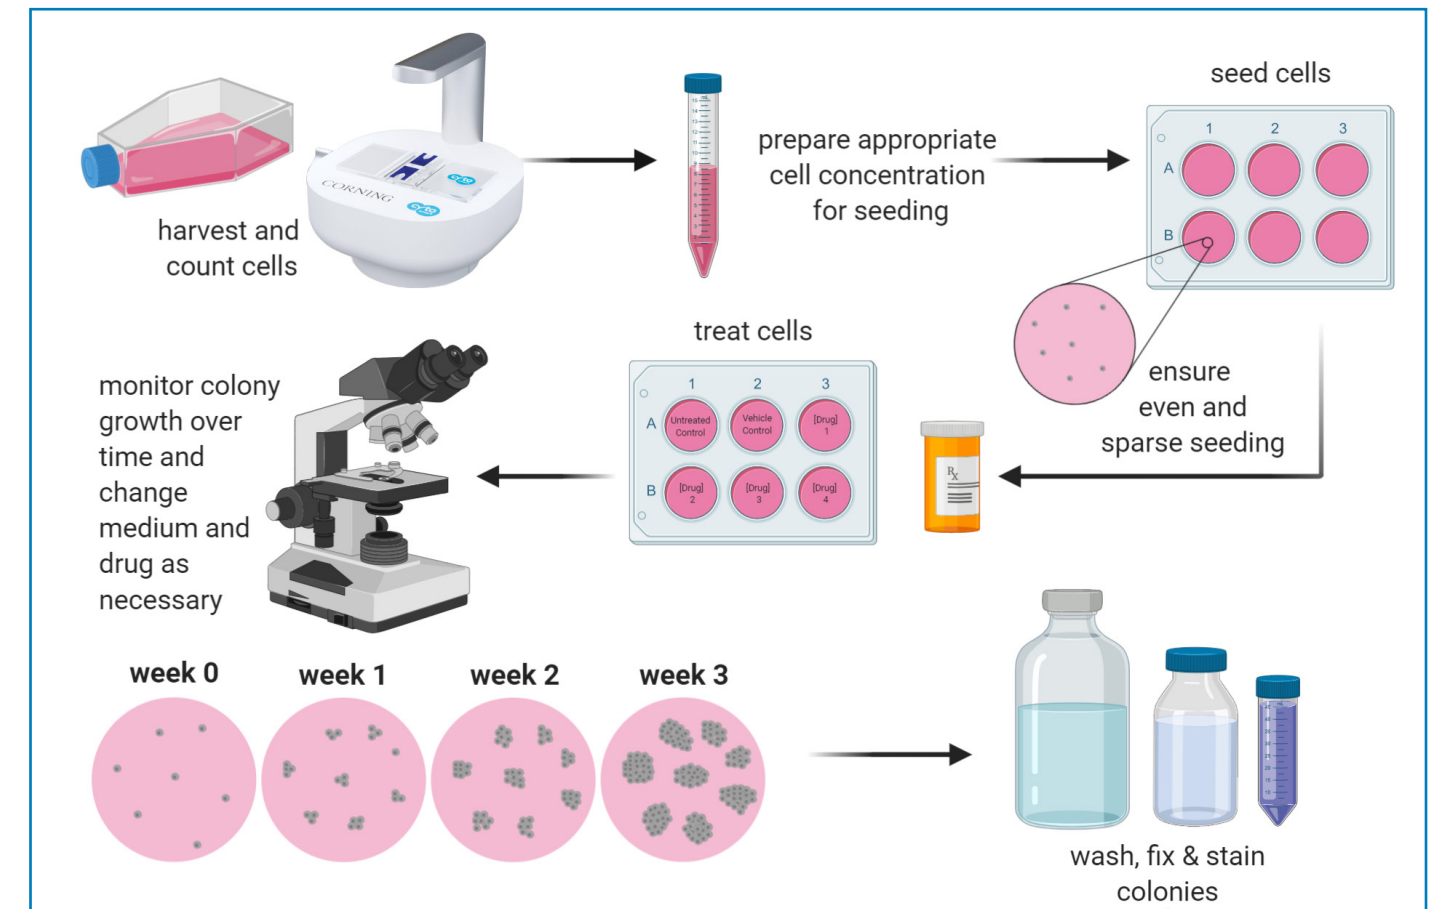 harvest and
count cells
CORNING
prepare appropriate
cell concentration
for seeding
seed cells
1 2 3
A
B
ensure
even and
sparse seeding
treat cells
1 2 3
A
Untreated
Control
Vehicle
Control
[Drug]
1
B
[Drug]
2
[Drug]
3
[Drug]
4
Rx
monitor colony
growth over
time and
change
medium and
drug as
necessary
week 0 week 1 week 2 week 3
wash, fix & stain
colonies